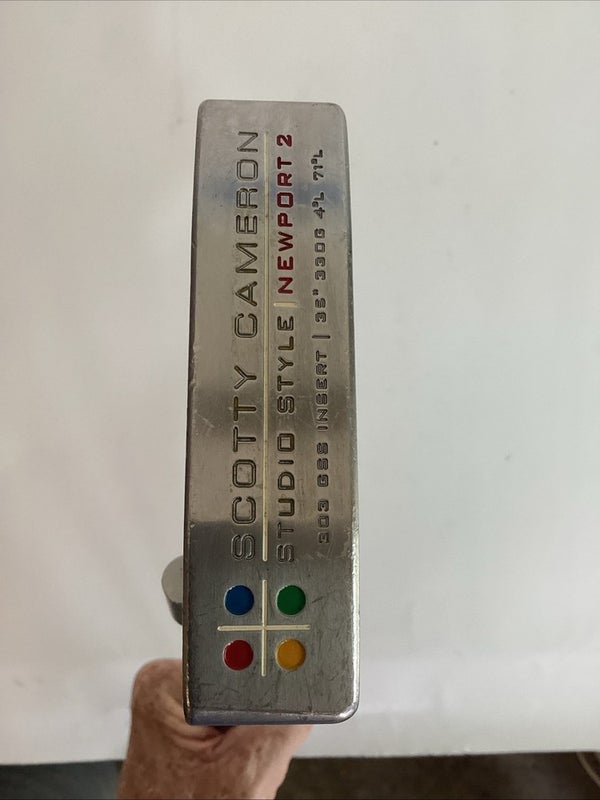 SCOTTY CAMERON
STUDIO STYLE | NEWPORT 2
303 GSS INSERT | 35" 330G 4°L 71°L